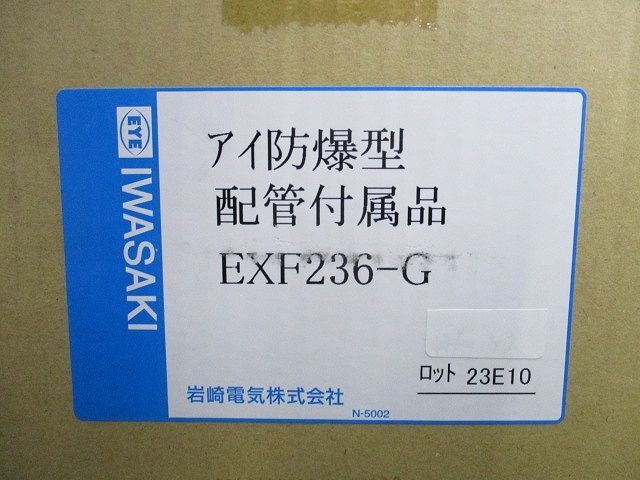 EYE
IWASAKI
アイ防爆型
配管付属品
EXF236-G
ロット 23E10
岩崎電気株式会社
N-5002